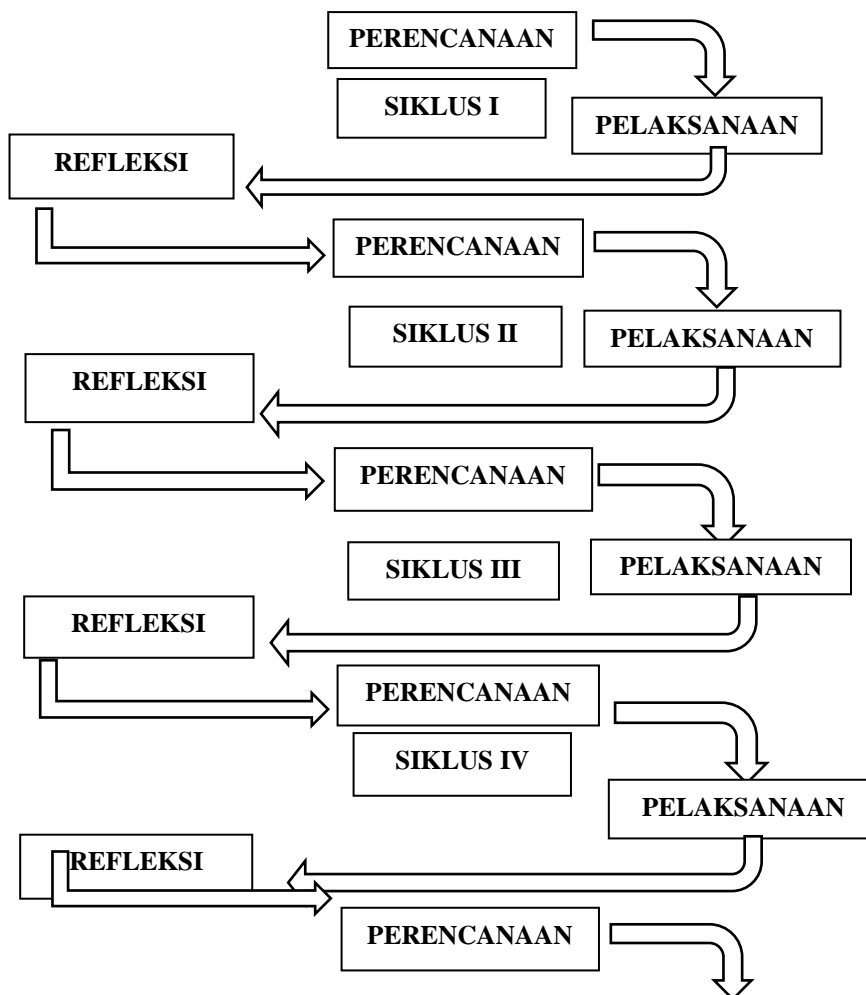 PERENCANAAN
SIKLUS I
PELAKSANAAN
REFLEKSI
PERENCANAAN
SIKLUS II
PELAKSANAAN
REFLEKSI
PERENCANAAN
SIKLUS III
PELAKSANAAN
REFLEKSI
PERENCANAAN
SIKLUS IV
PELAKSANAAN
REFLEKSI
PERENCANAAN